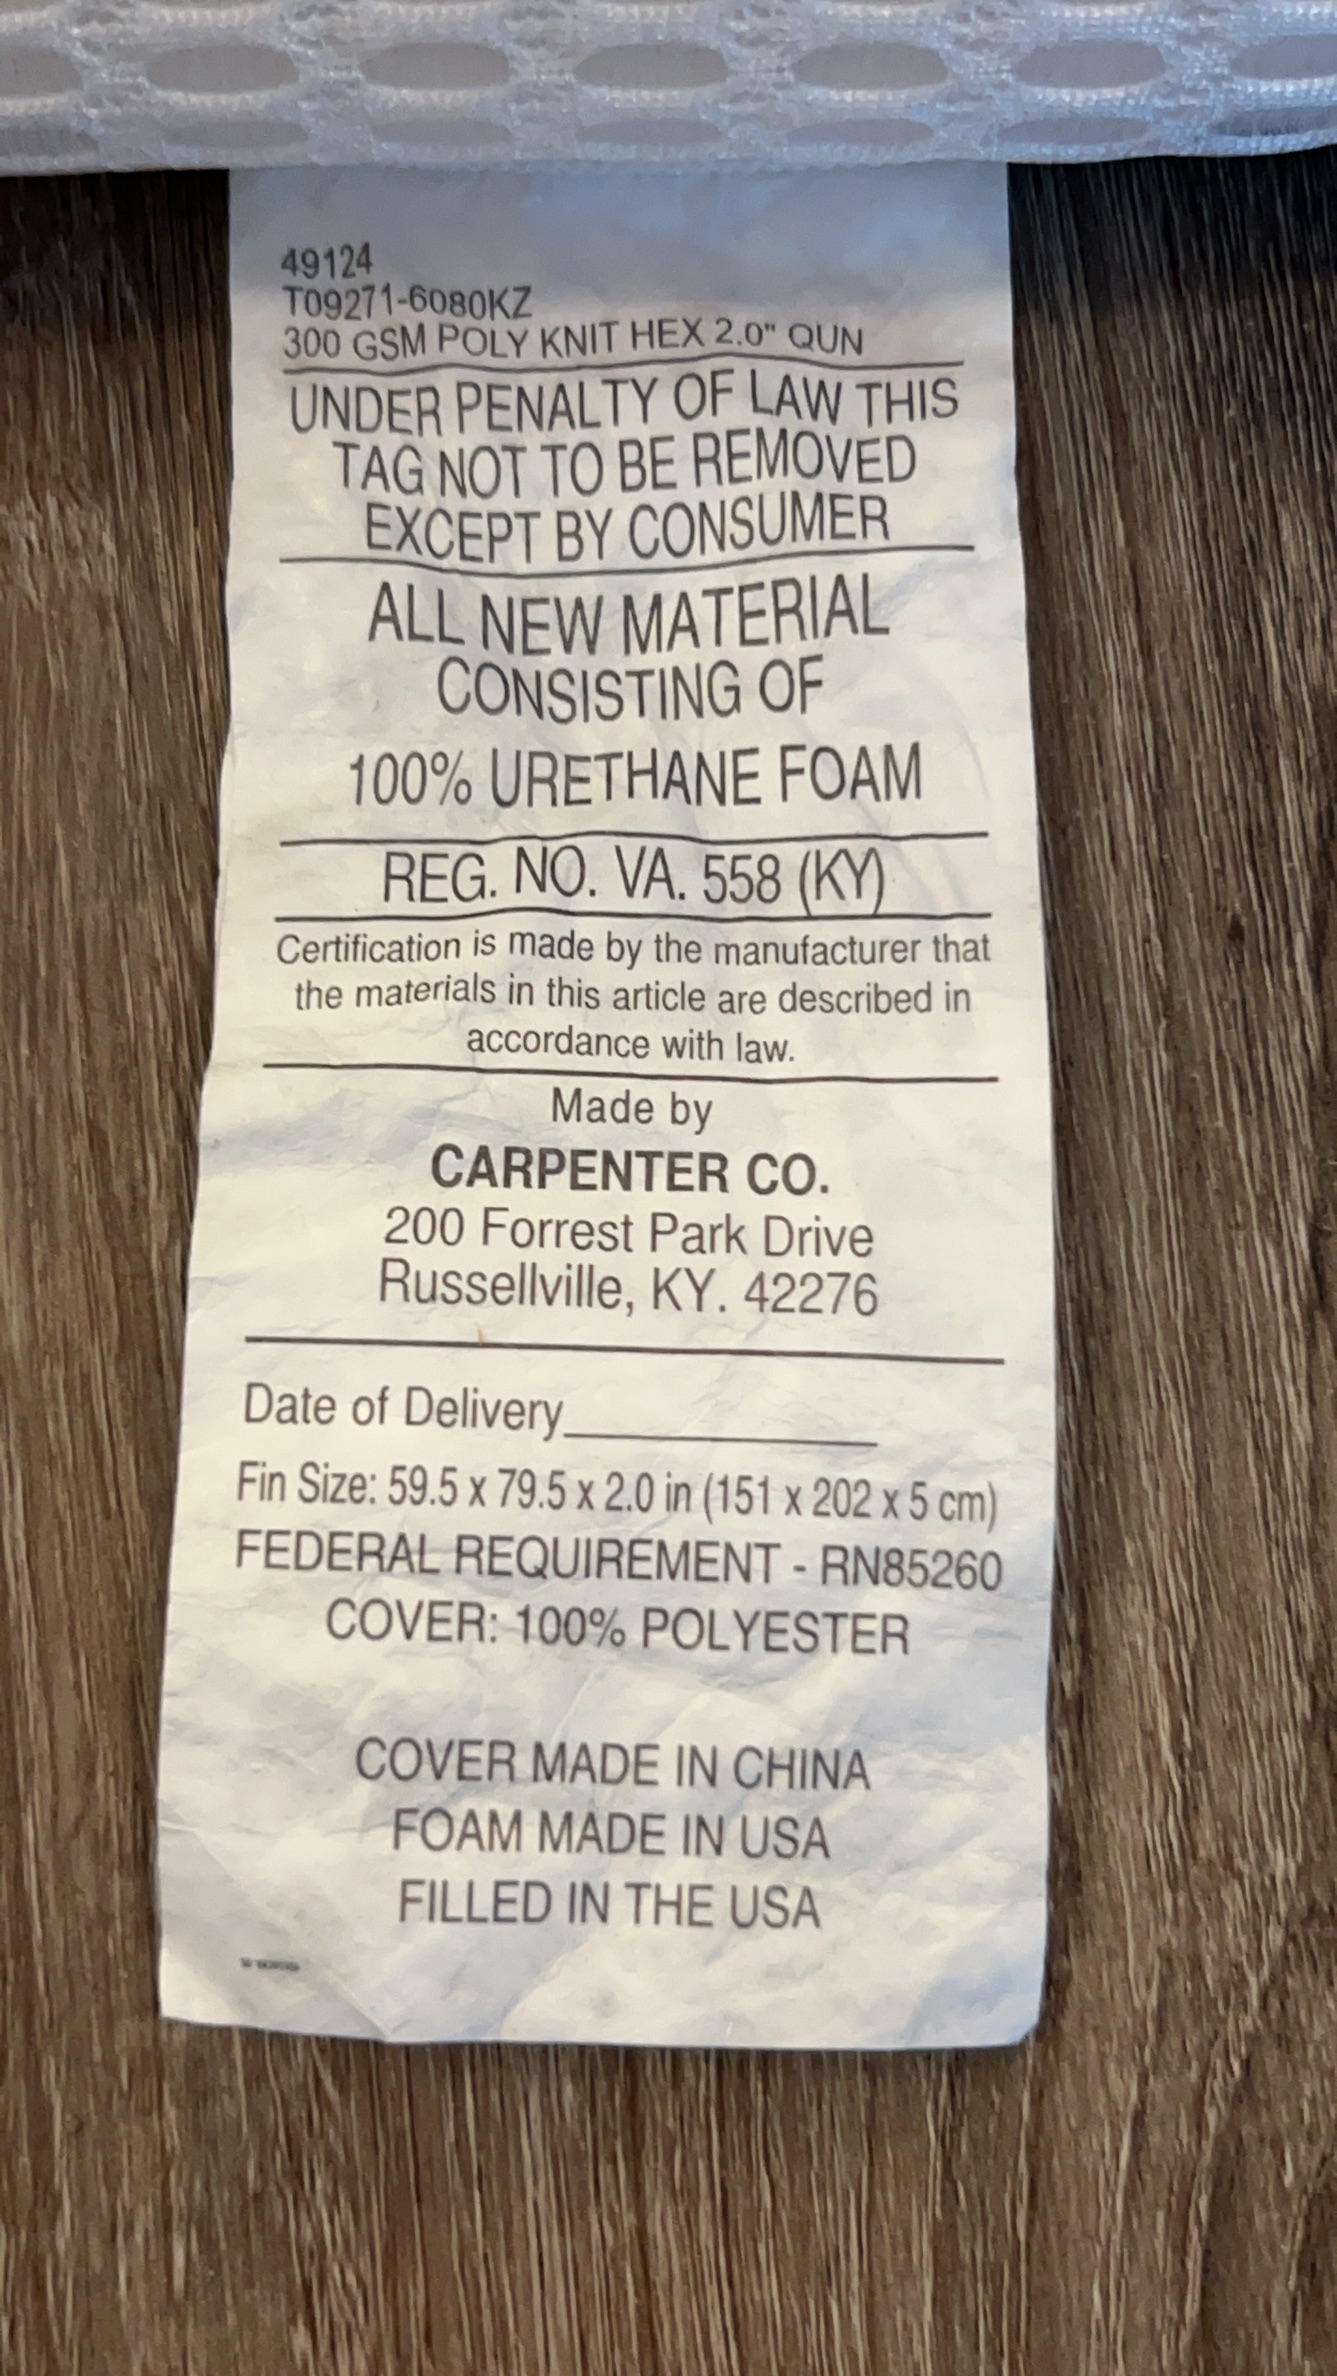 49124
T09271-6080KZ
300 GSM POLY KNIT HEX 2.0" QUN
UNDER PENALTY OF LAW THIS
TAG NOT TO BE REMOVED
EXCEPT BY CONSUMER
ALL NEW MATERIAL
CONSISTING OF
100% URETHANE FOAM
REG. NO. VA. 558 (KY)
Certification is made by the manufacturer that
the materials in this article are described in
accordance with law.
Made by
CARPENTER CO.
200 Forrest Park Drive
Russellville, KY. 42276
Date of Delivery____________
Fin Size: 59.5 x 79.5 x 2.0 in (151 x 202 x 5 cm)
FEDERAL REQUIREMENT - RN85260
COVER: 100% POLYESTER
COVER MADE IN CHINA
FOAM MADE IN USA
FILLED IN THE USA